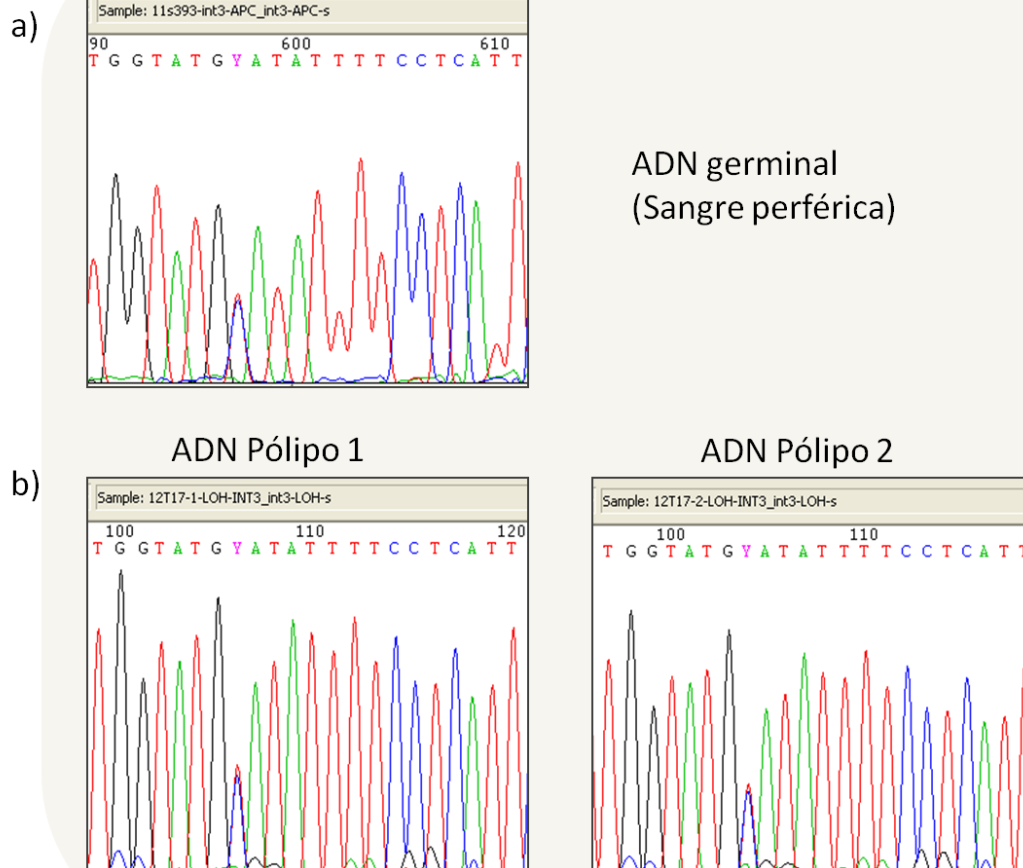 a)
Sample: 11s393-int3-APC_int3-APC-s
90 600 610
T G G T A T G Y A T A T T T T C C T C A T T
ADN germinal
(Sangre perférica)
b)
ADN Pólipo 1
Sample: 12T17-1-LOH-INT3_int3-LOH-s
100 110 120
T G G T A T G Y A T A T T T T C C T C A T T
ADN Pólipo 2
Sample: 12T17-2-LOH-INT3_int3-LOH-s
100 110
T G G T A T G Y A T A T T T T C C T C A T T